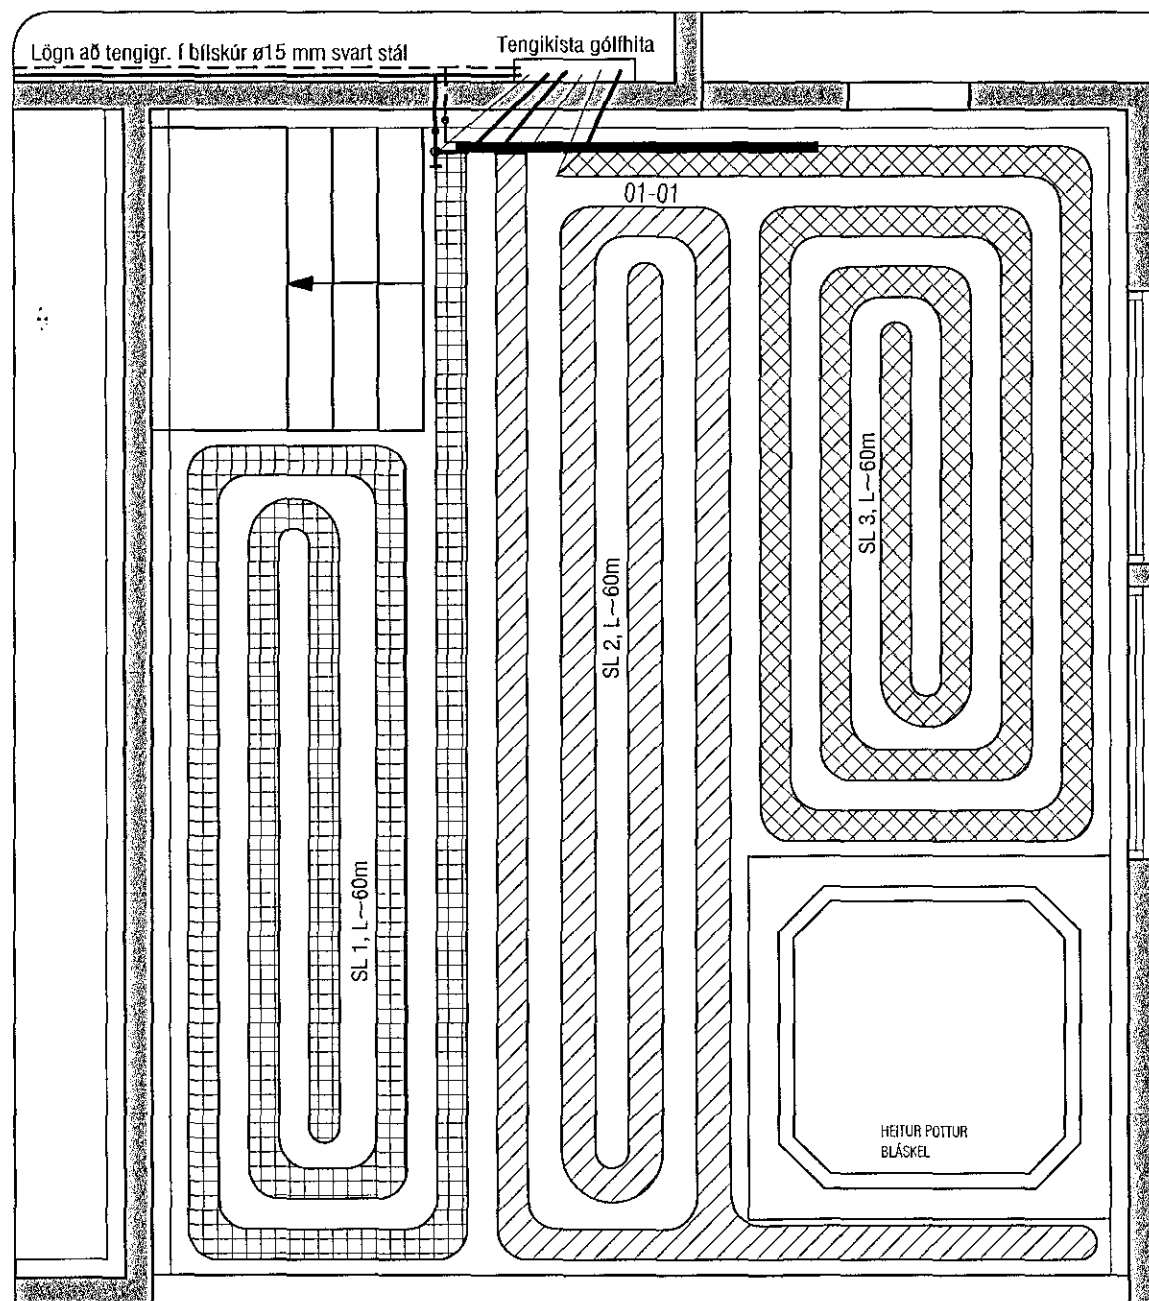 Lögn að tengigr. í bílskúr ø15 mm svart stál
Tengikista gólfhita
01-01
SL 3, L~60m
SL 2, L~60m
SL 1, L~60m
HEITUR POTTUR
BLÁSKEL